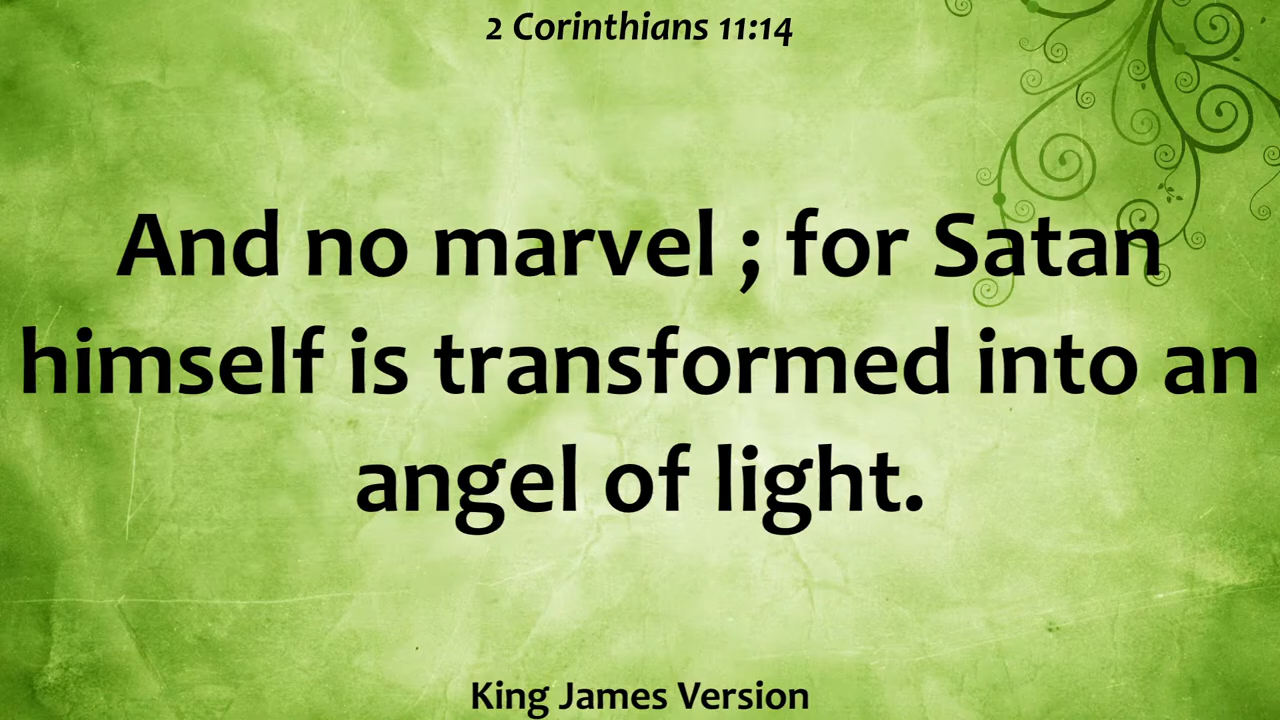 2 Corinthians 11:14
And no marvel ; for Satan
himself is transformed into an
angel of light.
King James Version